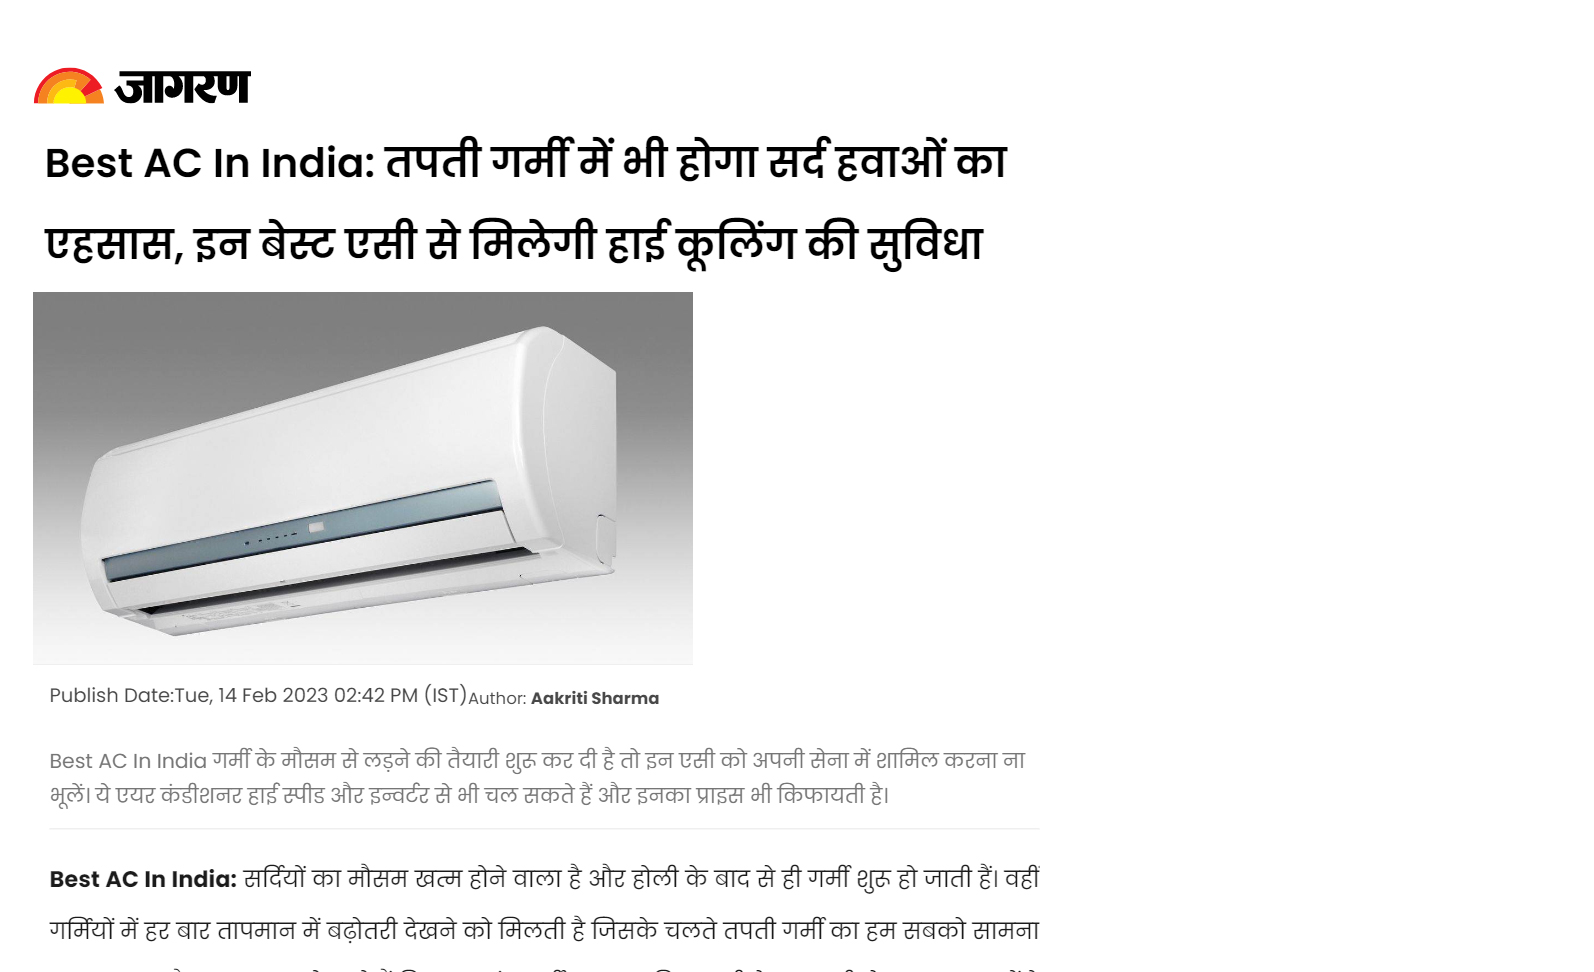 जागरण
Best AC In India: तपती गर्मी में भी होगा सर्द हवाओं का
एहसास, इन बेस्ट एसी से मिलेगी हाई कूलिंग की सुविधा
Publish Date:Tue, 14 Feb 2023 02:42 PM (IST)Author: Aakriti Sharma
Best AC In India गर्मी के मौसम से लड़ने की तैयारी शुरू कर दी है तो इन एसी को अपनी सेना में शामिल करना ना
भूलें। ये एयर कंडीशनर हाई स्पीड और इन्वर्टर से भी चल सकते हैं और इनका प्राइस भी किफायती है।
Best AC In India: सर्दियों का मौसम खत्म होने वाला है और होली के बाद से ही गर्मी शुरू हो जाती हैं। वहीं
गर्मियों में हर बार तापमान में बढ़ोतरी देखने को मिलती है जिसके चलते तपती गर्मी का हम सबको सामना